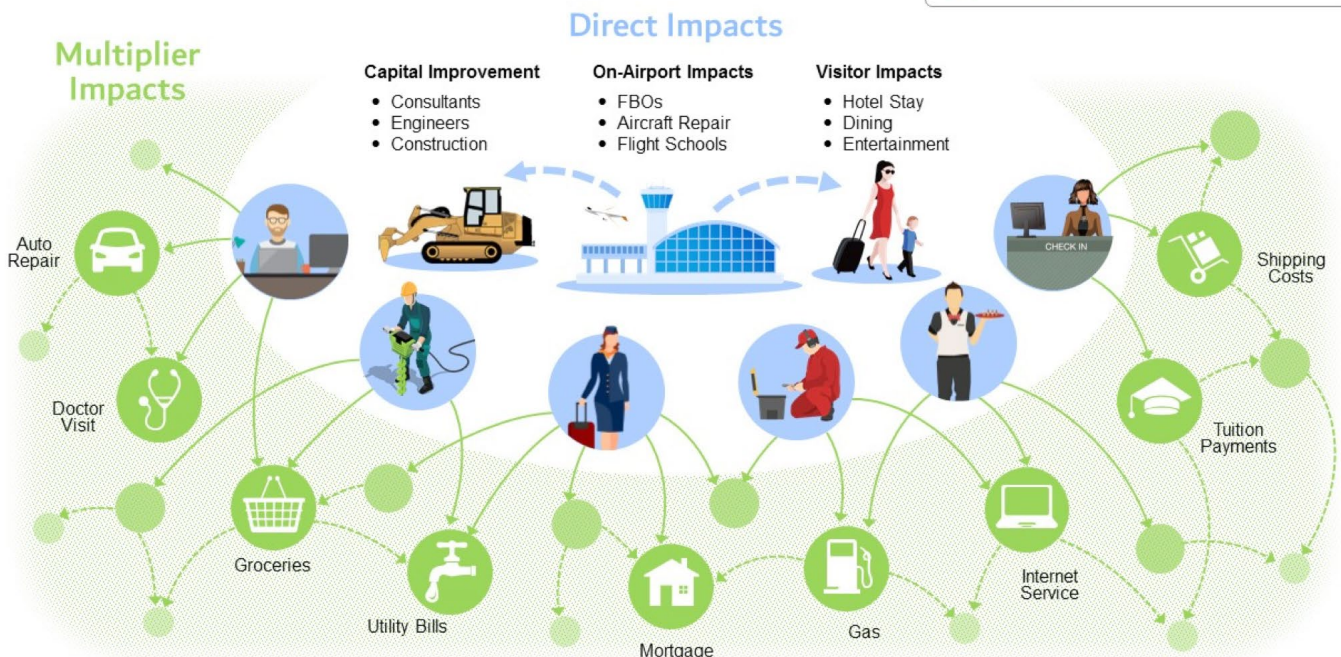 Direct Impacts
Multiplier
Impacts
Capital Improvement
• Consultants
• Engineers
• Construction
On-Airport Impacts
• FBOs
• Aircraft Repair
• Flight Schools
Visitor Impacts
• Hotel Stay
• Dining
• Entertainment
Auto
Repair
CHECK IN
Shipping
Costs
Doctor
Visit
Tuition
Payments
Groceries
Utility Bills
Mortgage
Gas
Internet
Service